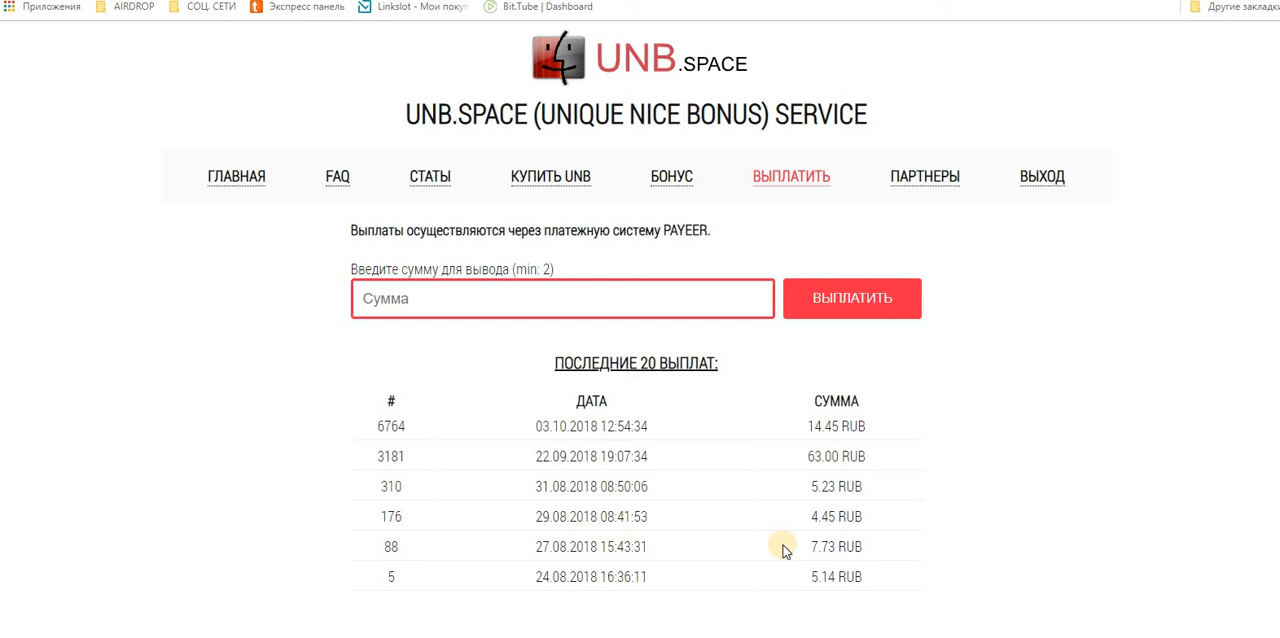 Приложения AIRDROP СОЦ. СЕТИ Экспресс панель Linkslot - Мои Bit.Tube | Dashboard Другие
UNB.SPACE
UNB.SPACE (UNIQUE NICE BONUS) SERVICE
ГЛАВНАЯ FAQ СТАТЫ КУПИТЬ UNB БОНУС ВЫПЛАТИТЬ ПАРТНЕРЫ ВЫХОД
Выплаты осуществляются через платежную систему PAYEER.
Введите сумму для вывода (min: 2)
Сумма ВЫПЛАТИТЬ
ПОСЛЕДНИЕ 20 ВЫПЛАТ:
# ДАТА СУММА
6764 03.10.2018 12:54:34 14.45 RUB
3181 22.09.2018 19:07:34 63.00 RUB
310 31.08.2018 08:50:06 5.23 RUB
176 29.08.2018 08:41:53 4.45 RUB
88 27.08.2018 15:43:31 7.73 RUB
5 24.08.2018 16:36:11 5.14 RUB